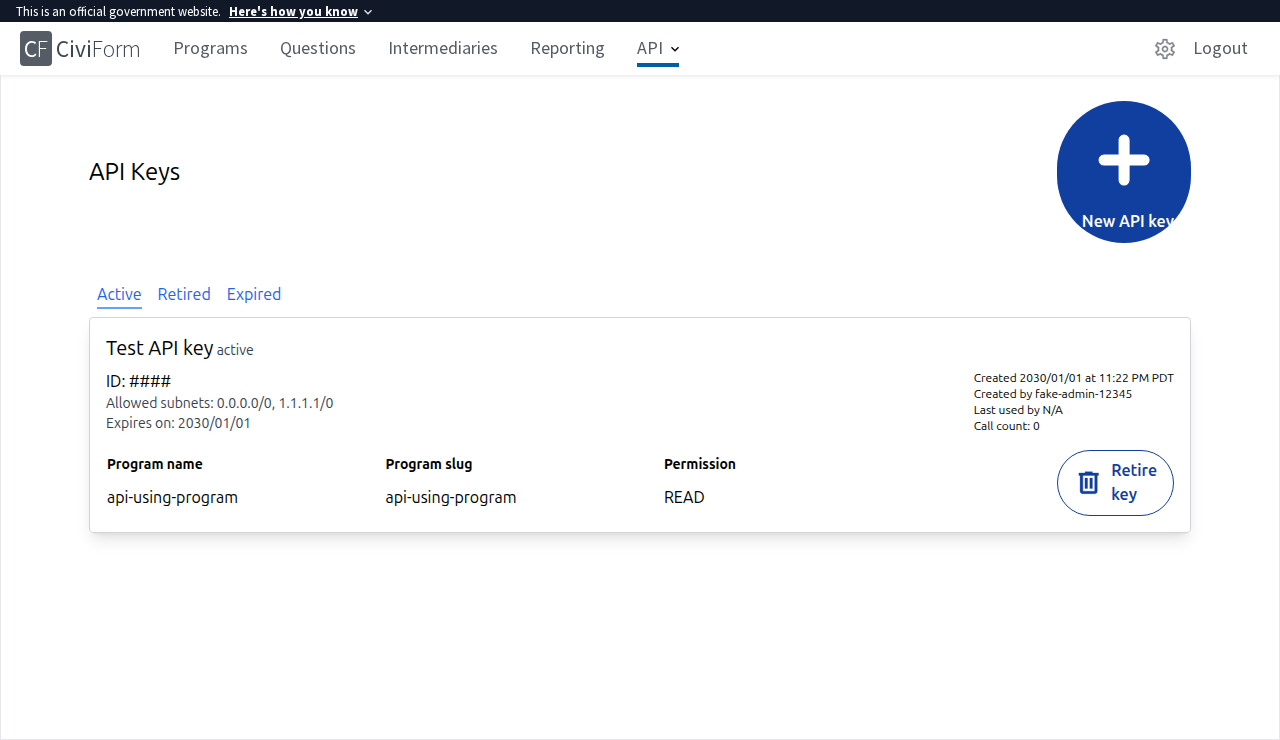 This is an official government website. Here's how you know
CF CiviForm Programs Questions Intermediaries Reporting API Logout
API Keys
New API key
Active Retired Expired
Test API key active
ID: ####
Allowed subnets: 0.0.0.0/0, 1.1.1.1/0
Expires on: 2030/01/01
Created 2030/01/01 at 11:22 PM PDT
Created by fake-admin-12345
Last used by N/A
Call count: 0
Program name Program slug Permission
api-using-program api-using-program READ
Retire
key